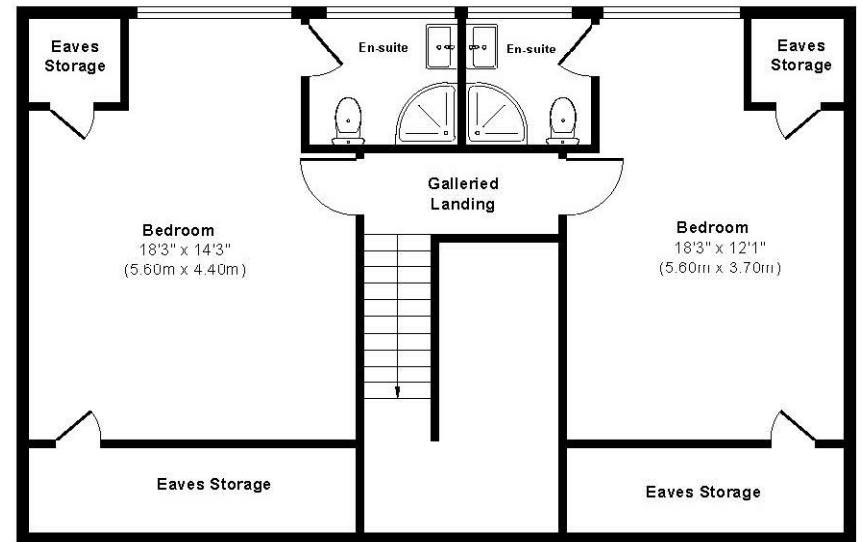 Eaves
Storage
En-suite
En-suite
Eaves
Storage
Galleried
Landing
Bedroom
18'3" x 14'3"
(5.60m x 4.40m)
Bedroom
18'3" x 12'1"
(5.60m x 3.70m)
Eaves Storage
Eaves Storage